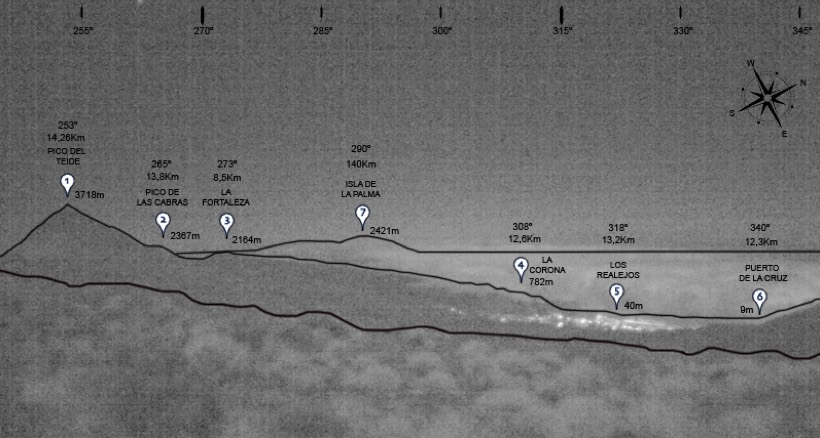 255°
270°
285°
300°
315°
330°
345°
W
N
S
E
253°
14,26Km
PICO DEL
TEIDE
1
3718m
265°
13,8Km
PICO DE
LAS CABRAS
2
2367m
273°
8,5Km
LA
FORTALEZA
3
2164m
290°
140Km
ISLA DE
LA PALMA
7
2421m
308°
12,6Km
LA
CORONA
4
782m
318°
13,2Km
LOS
REALEJOS
5
40m
340°
12,3Km
PUERTO
DE LA CRUZ
6
9m